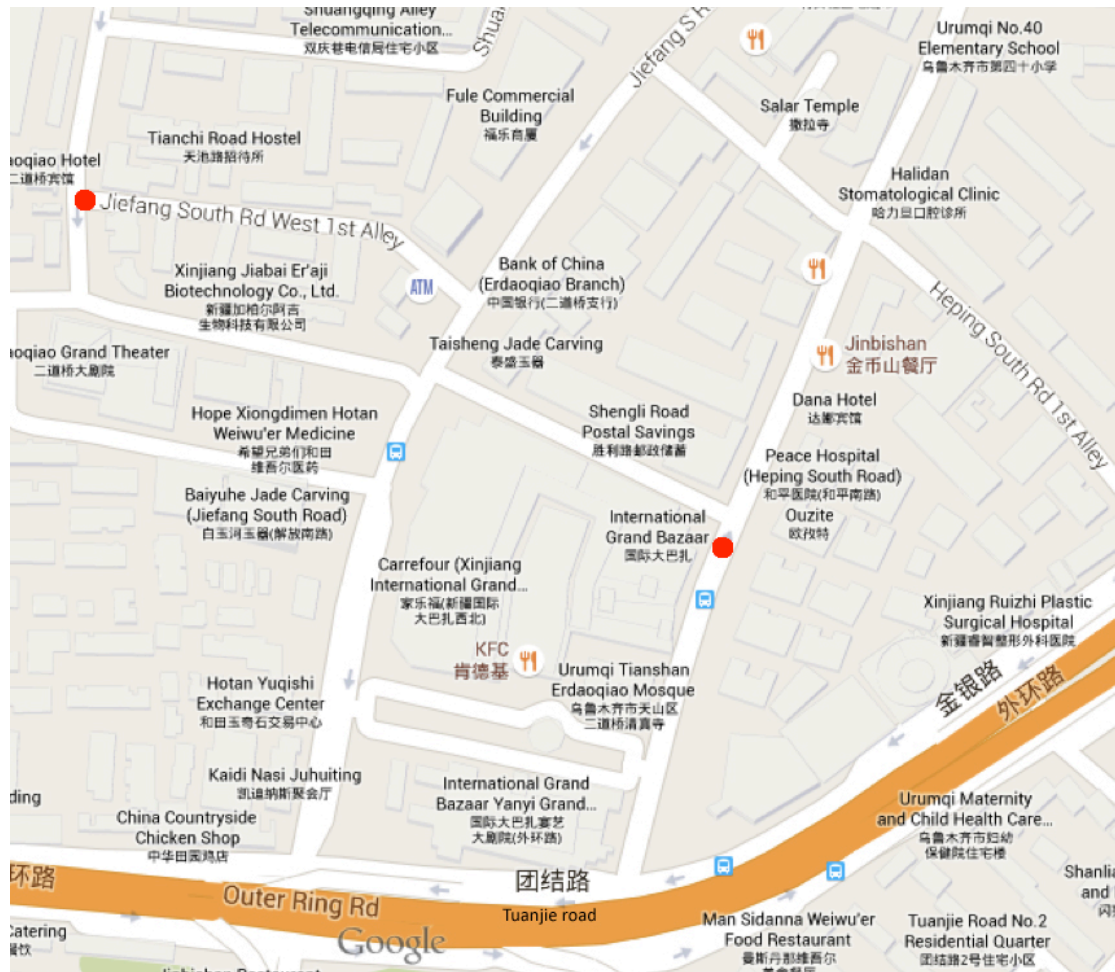 Shuangqing Alley
Telecommunication...
双庆巷电信局住宅小区
Jiefang S R
Urumqi No.40
Elementary School
乌鲁木齐市第四十小学
Fule Commercial
Building
福乐商厦
Salar Temple
撒拉寺
Tianchi Road Hostel
天池路招待所
aoqiao Hotel
二道桥宾馆
Halidan
Stomatological Clinic
哈力旦口腔诊所
Jiefang South Rd West 1st Alley
Xinjiang Jiabai Er'aji
Biotechnology Co., Ltd.
新疆加柏尔阿吉
生物科技有限公司
ATM
Bank of China
(Erdaoqiao Branch)
中国银行(二道桥支行)
Heping South Rd 1st Alley
Taisheng Jade Carving
泰盛玉器
Jinbishan
金币山餐厅
aoqiao Grand Theater
二道桥大剧院
Dana Hotel
达娜宾馆
Hope Xiongdimen Hotan
Weiwu'er Medicine
希望兄弟们和田
维吾尔医药
Shengli Road
Postal Savings
胜利路邮政储蓄
Peace Hospital
(Heping South Road)
和平医院(和平南路)
Baiyuhe Jade Carving
(Jiefang South Road)
白玉河玉器(解放南路)
International
Grand Bazaar
国际大巴扎
Ouzite
欧孜特
Carrefour (Xinjiang
International Grand...
家乐福(新疆国际
大巴扎西北)
Xinjiang Ruizhi Plastic
Surgical Hospital
新疆睿智整形外科医院
KFC
肯德基
Urumqi Tianshan
Erdaoqiao Mosque
乌鲁木齐市天山区
二道桥清真寺
金银路
外环路
Hotan Yuqishi
Exchange Center
和田玉奇石交易中心
Kaidi Nasi Juhuiting
凯迪纳斯聚会厅
International Grand
Bazaar Yanyi Grand...
国际大巴扎宴艺
大剧院(外环路)
ding
China Countryside
Chicken Shop
中华田园鸡店
Urumqi Maternity
and Child Health Care...
乌鲁木齐市妇幼
保健院住宅楼
环路
Outer Ring Rd
团结路
Tuanjie road
Shanlia
and
Catering
餐饮
Google
Man Sidanna Weiwu'er
Food Restaurant
曼斯丹那维吾尔
Tuanjie Road No.2
Residential Quarter
团结路2号住宅小区